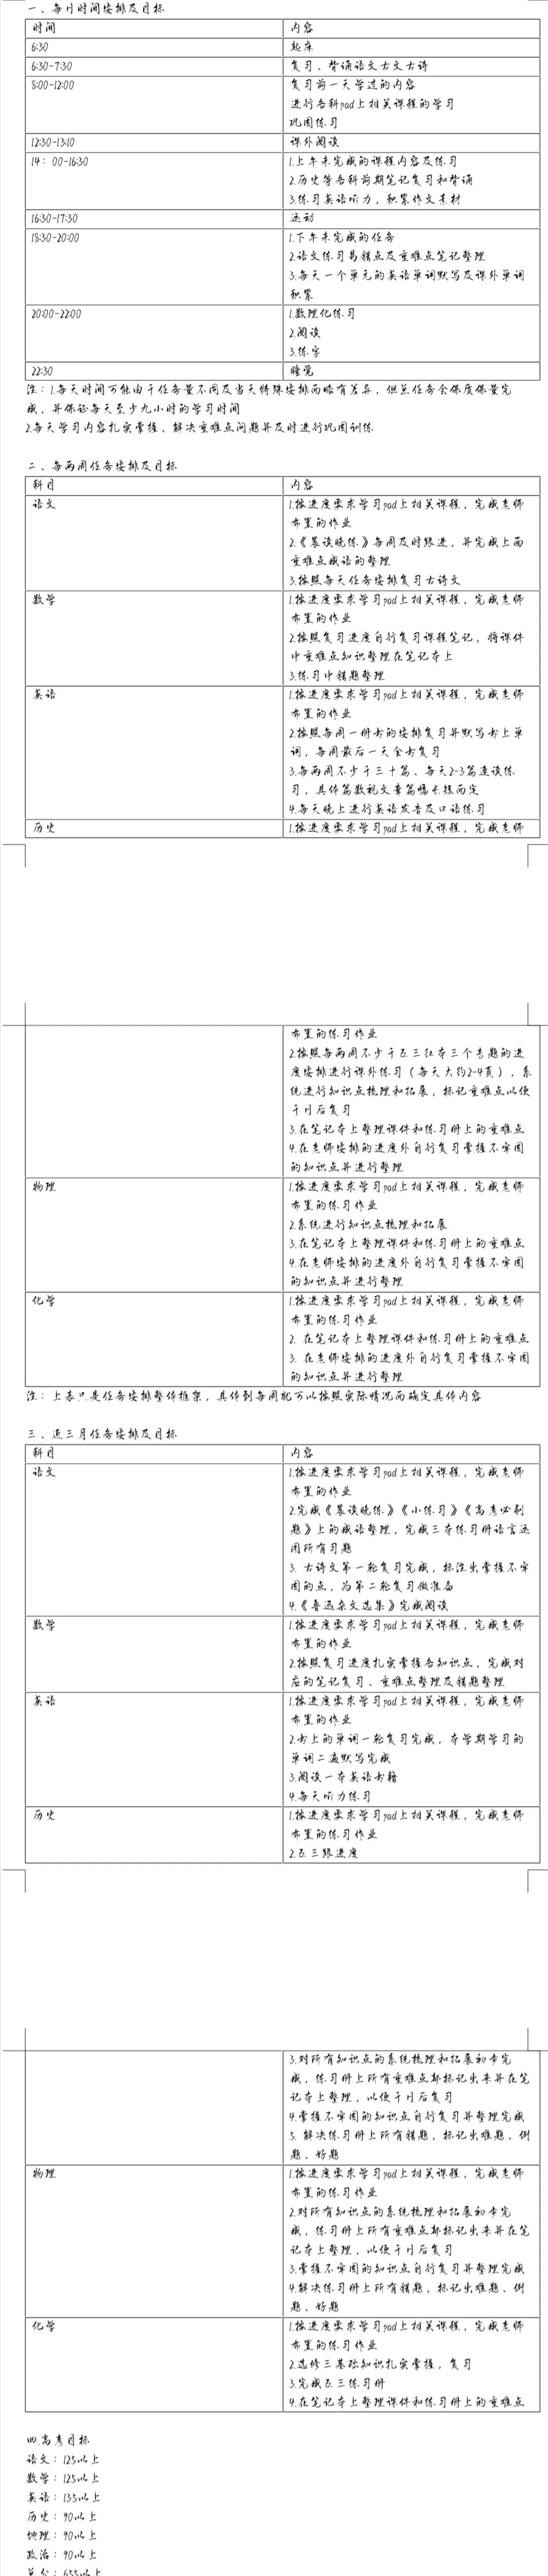 一、每日时间安排及目标
时间 内容
6:30 起床
6:30-7:30 复习、背诵语文古文古诗
8:00-12:00 复习前一天学过的内容
进行各科pad上相关课程的学习
巩固练习
12:30-13:10 课外阅读
14：00-16:30 1.上午未完成的课程内容及练习
2.历史等各科前期笔记复习和背诵
3.练习英语听力，积累作文素材
16:30-17:30 运动
18:30-20:00 1.下午未完成的任务
2.语文练习易错点及重难点笔记整理
3.每天一个单元的英语单词默写及课外单词
积累
20:00-22:00 1.数理化练习
2.阅读
3.练字
22:30 睡觉
注：1.每天时间可能由于任务量不同及当天特殊安排而略有差异，但总任务会保质保量完
成，并保证每天至少九小时的学习时间
2.每天学习内容扎实掌握，解决重难点问题并及时进行巩固训练
二、每两周任务安排及目标
科目 内容
语文 1.按进度要求学习pad上相关课程，完成老师
布置的作业
2.《晨读晚练》每周及时跟进，并完成上面
重难点成语的整理
3.按照每天任务安排复习古诗文
数学 1.按进度要求学习pad上相关课程，完成老师
布置的作业
2.按照复习进度自行复习课程笔记，将课件
中重难点知识整理在笔记本上
3.练习中错题整理
英语 1.按进度要求学习pad上相关课程，完成老师
布置的作业
2.按照每周一册书的安排复习并默写书上单
词，每周最后一天全书复习
3.每两周不少于三十篇、每天2-3篇速读练
习，具体篇数视文章篇幅长短而定
4.每天晚上进行英语发音及口语练习
历史 1.按进度要求学习pad上相关课程，完成老师
布置的练习作业
2.按照每两周不少于五三红本三个专题的进
度安排进行课外练习（每天大约2-4页），系
统进行知识点梳理和拓展，标记重难点以便
于日后复习
3.在笔记本上整理课件和练习册上的重难点
4.在老师安排的进度外自行复习掌握不牢固
的知识点并进行整理
物理 1.按进度要求学习pad上相关课程，完成老师
布置的练习作业
2.系统进行知识点梳理和拓展
3.在笔记本上整理课件和练习册上的重难点
4.在老师安排的进度外自行复习掌握不牢固
的知识点并进行整理
化学 1.按进度要求学习pad上相关课程，完成老师
布置的练习作业
2. 在笔记本上整理课件和练习册上的重难点
3. 在老师安排的进度外自行复习掌握不牢固
的知识点并进行整理
注：上表只是任务安排整体框架，具体到每周就可以按照实际情况而确定具体内容
三、近三月任务安排及目标
科目 内容
语文 1.按进度要求学习pad上相关课程，完成老师
布置的作业
2.完成《晨读晚练》《小练习》《高考必刷
题》上的成语整理，完成三本练习册语言运
用所有习题
3. 古诗文第一轮复习完成，标注出掌握不牢
固的点，为第二轮复习做准备
4.《鲁迅杂文选集》完成阅读
数学 1.按进度要求学习pad上相关课程，完成老师
布置的作业
2.按照复习进度扎实掌握各知识点，完成对
应的笔记复习、重难点整理及错题整理
英语 1.按进度要求学习pad上相关课程，完成老师
布置的作业
2.书上的单词一轮复习完成，本学期学习的
单词二遍默写完成
3.阅读一本英语书籍
4.每天听力练习
历史 1.按进度要求学习pad上相关课程，完成老师
布置的练习作业
2.五三跟进度
3.对所有知识点的系统梳理和拓展初步完
成，练习册上所有重难点都标记出来并在笔
记本上整理，以便于日后复习
4.掌握不牢固的知识点自行复习并整理完成
5. 解决练习册上所有错题，标记出难题、例
题、好题
物理 1.按进度要求学习pad上相关课程，完成老师
布置的练习作业
2.对所有知识点的系统梳理和拓展初步完
成，练习册上所有重难点都标记出来并在笔
记本上整理，以便于日后复习
3.掌握不牢固的知识点自行复习并整理完成
4.解决练习册上所有错题，标记出难题、例
题、好题
化学 1.按进度要求学习pad上相关课程，完成老师
布置的练习作业
2.选修三基础知识扎实掌握，复习
3.完成五三练习册
4.在笔记本上整理课件和练习册上的重难点
四.高考目标
语文：125以上
数学：125以上
英语：135以上
历史：90以上
地理：90以上
政治：90以上
总分：655以上